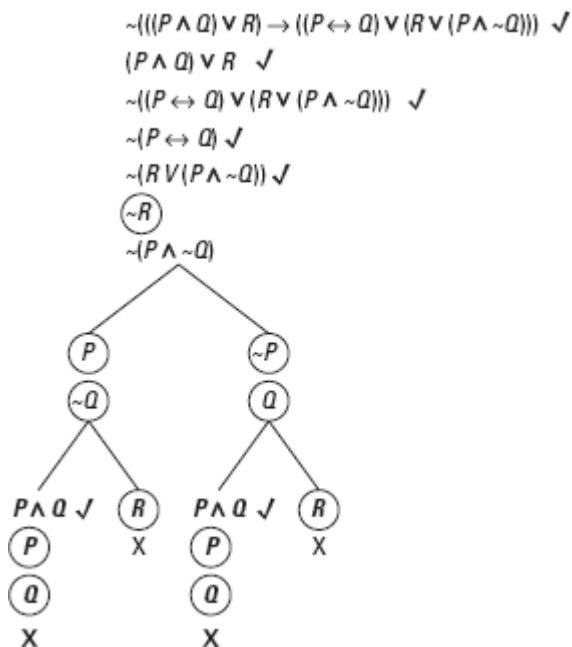 ~(((P ∧ Q) ∨ R) → ((P ↔ Q) ∨ (R ∨ (P ∧ ~Q))) ✓
(P ∧ Q) ∨ R ✓
~((P ↔ Q) ∨ (R ∨ (P ∧ ~Q))) ✓
~(P ↔ Q) ✓
~(R V (P ∧ ~Q)) ✓
~R
~(P ∧ ~Q)
P ~P
~Q Q
P ∧ Q ✓ R P ∧ Q ✓ R
P X P X
Q Q
X X